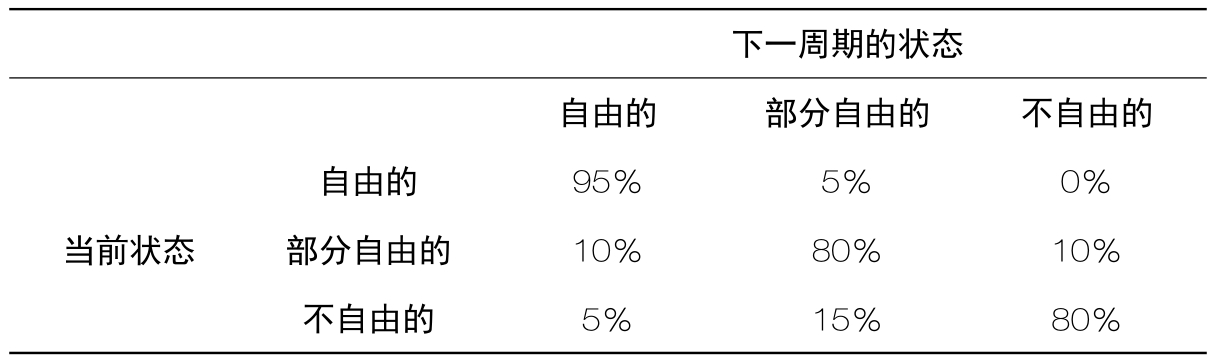 下一周期的状态
自由的 部分自由的 不自由的
自由的 95% 5% 0%
当前状态 部分自由的 10% 80% 10%
不自由的 5% 15% 80%